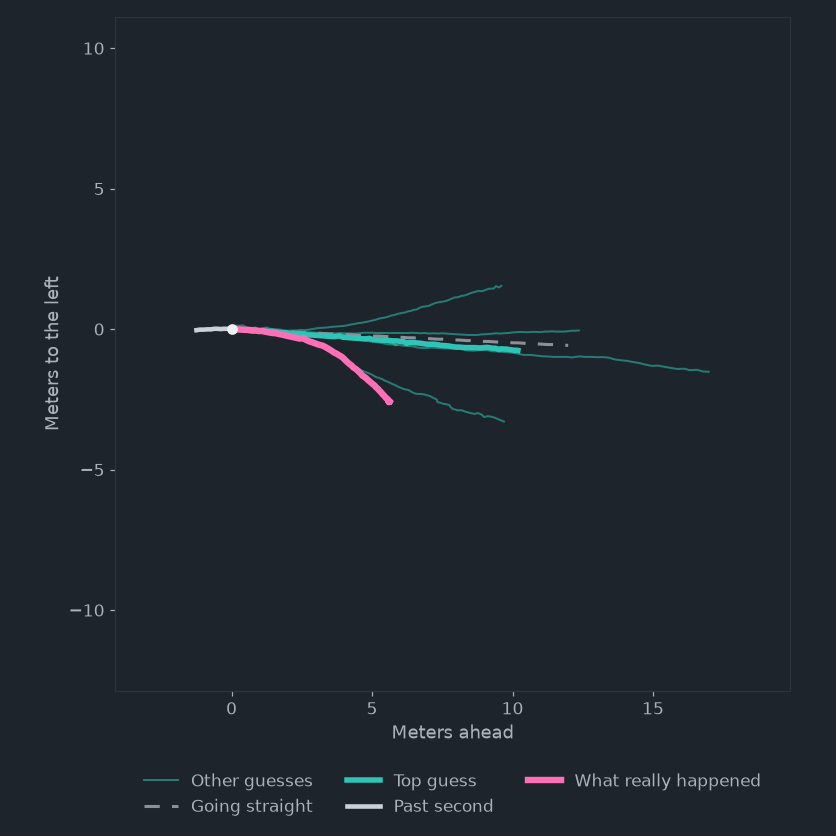 10
5
0
−5
−10
Meters to the left
0 5 10 15
Meters ahead
Other guesses Top guess What really happened
Going straight Past second